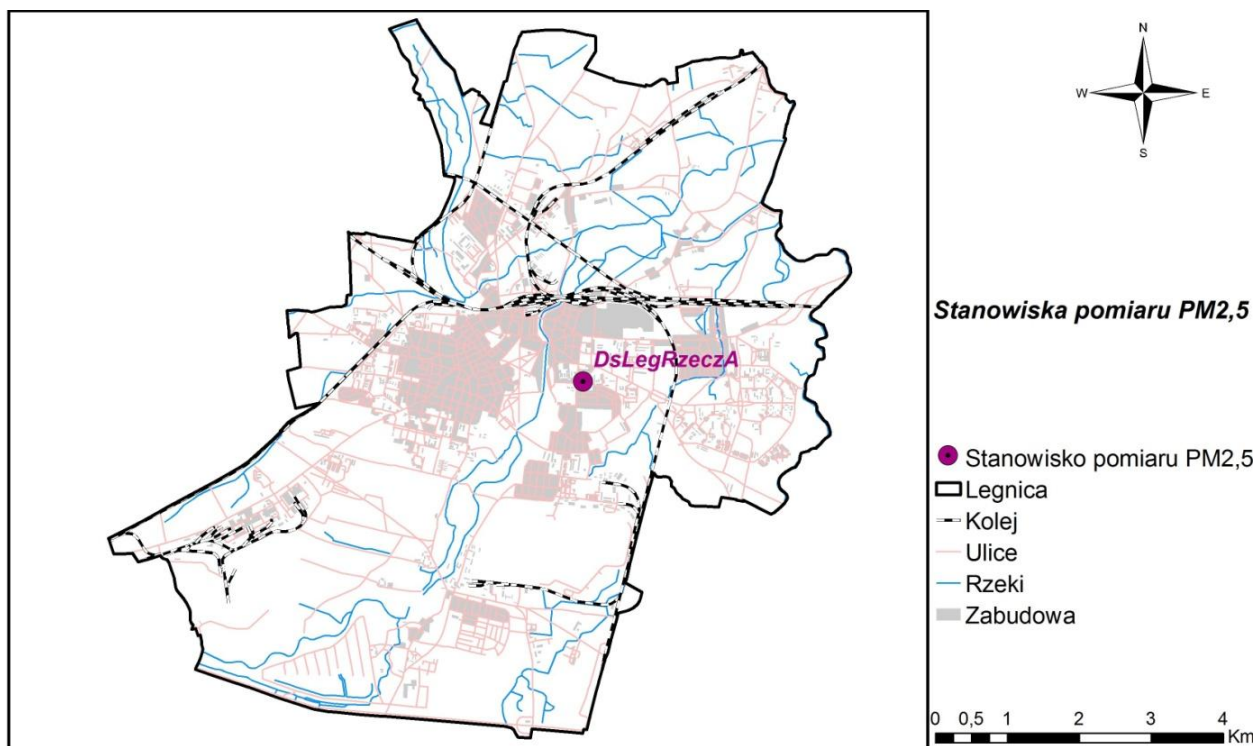 DsLegRzeczA
N
W
E
S
Stanowiska pomiaru PM2,5
Stanowisko pomiaru PM2,5
Legnica
Kolej
Ulice
Rzeki
Zabudowa
0 0,5 1 2 3 4
Km